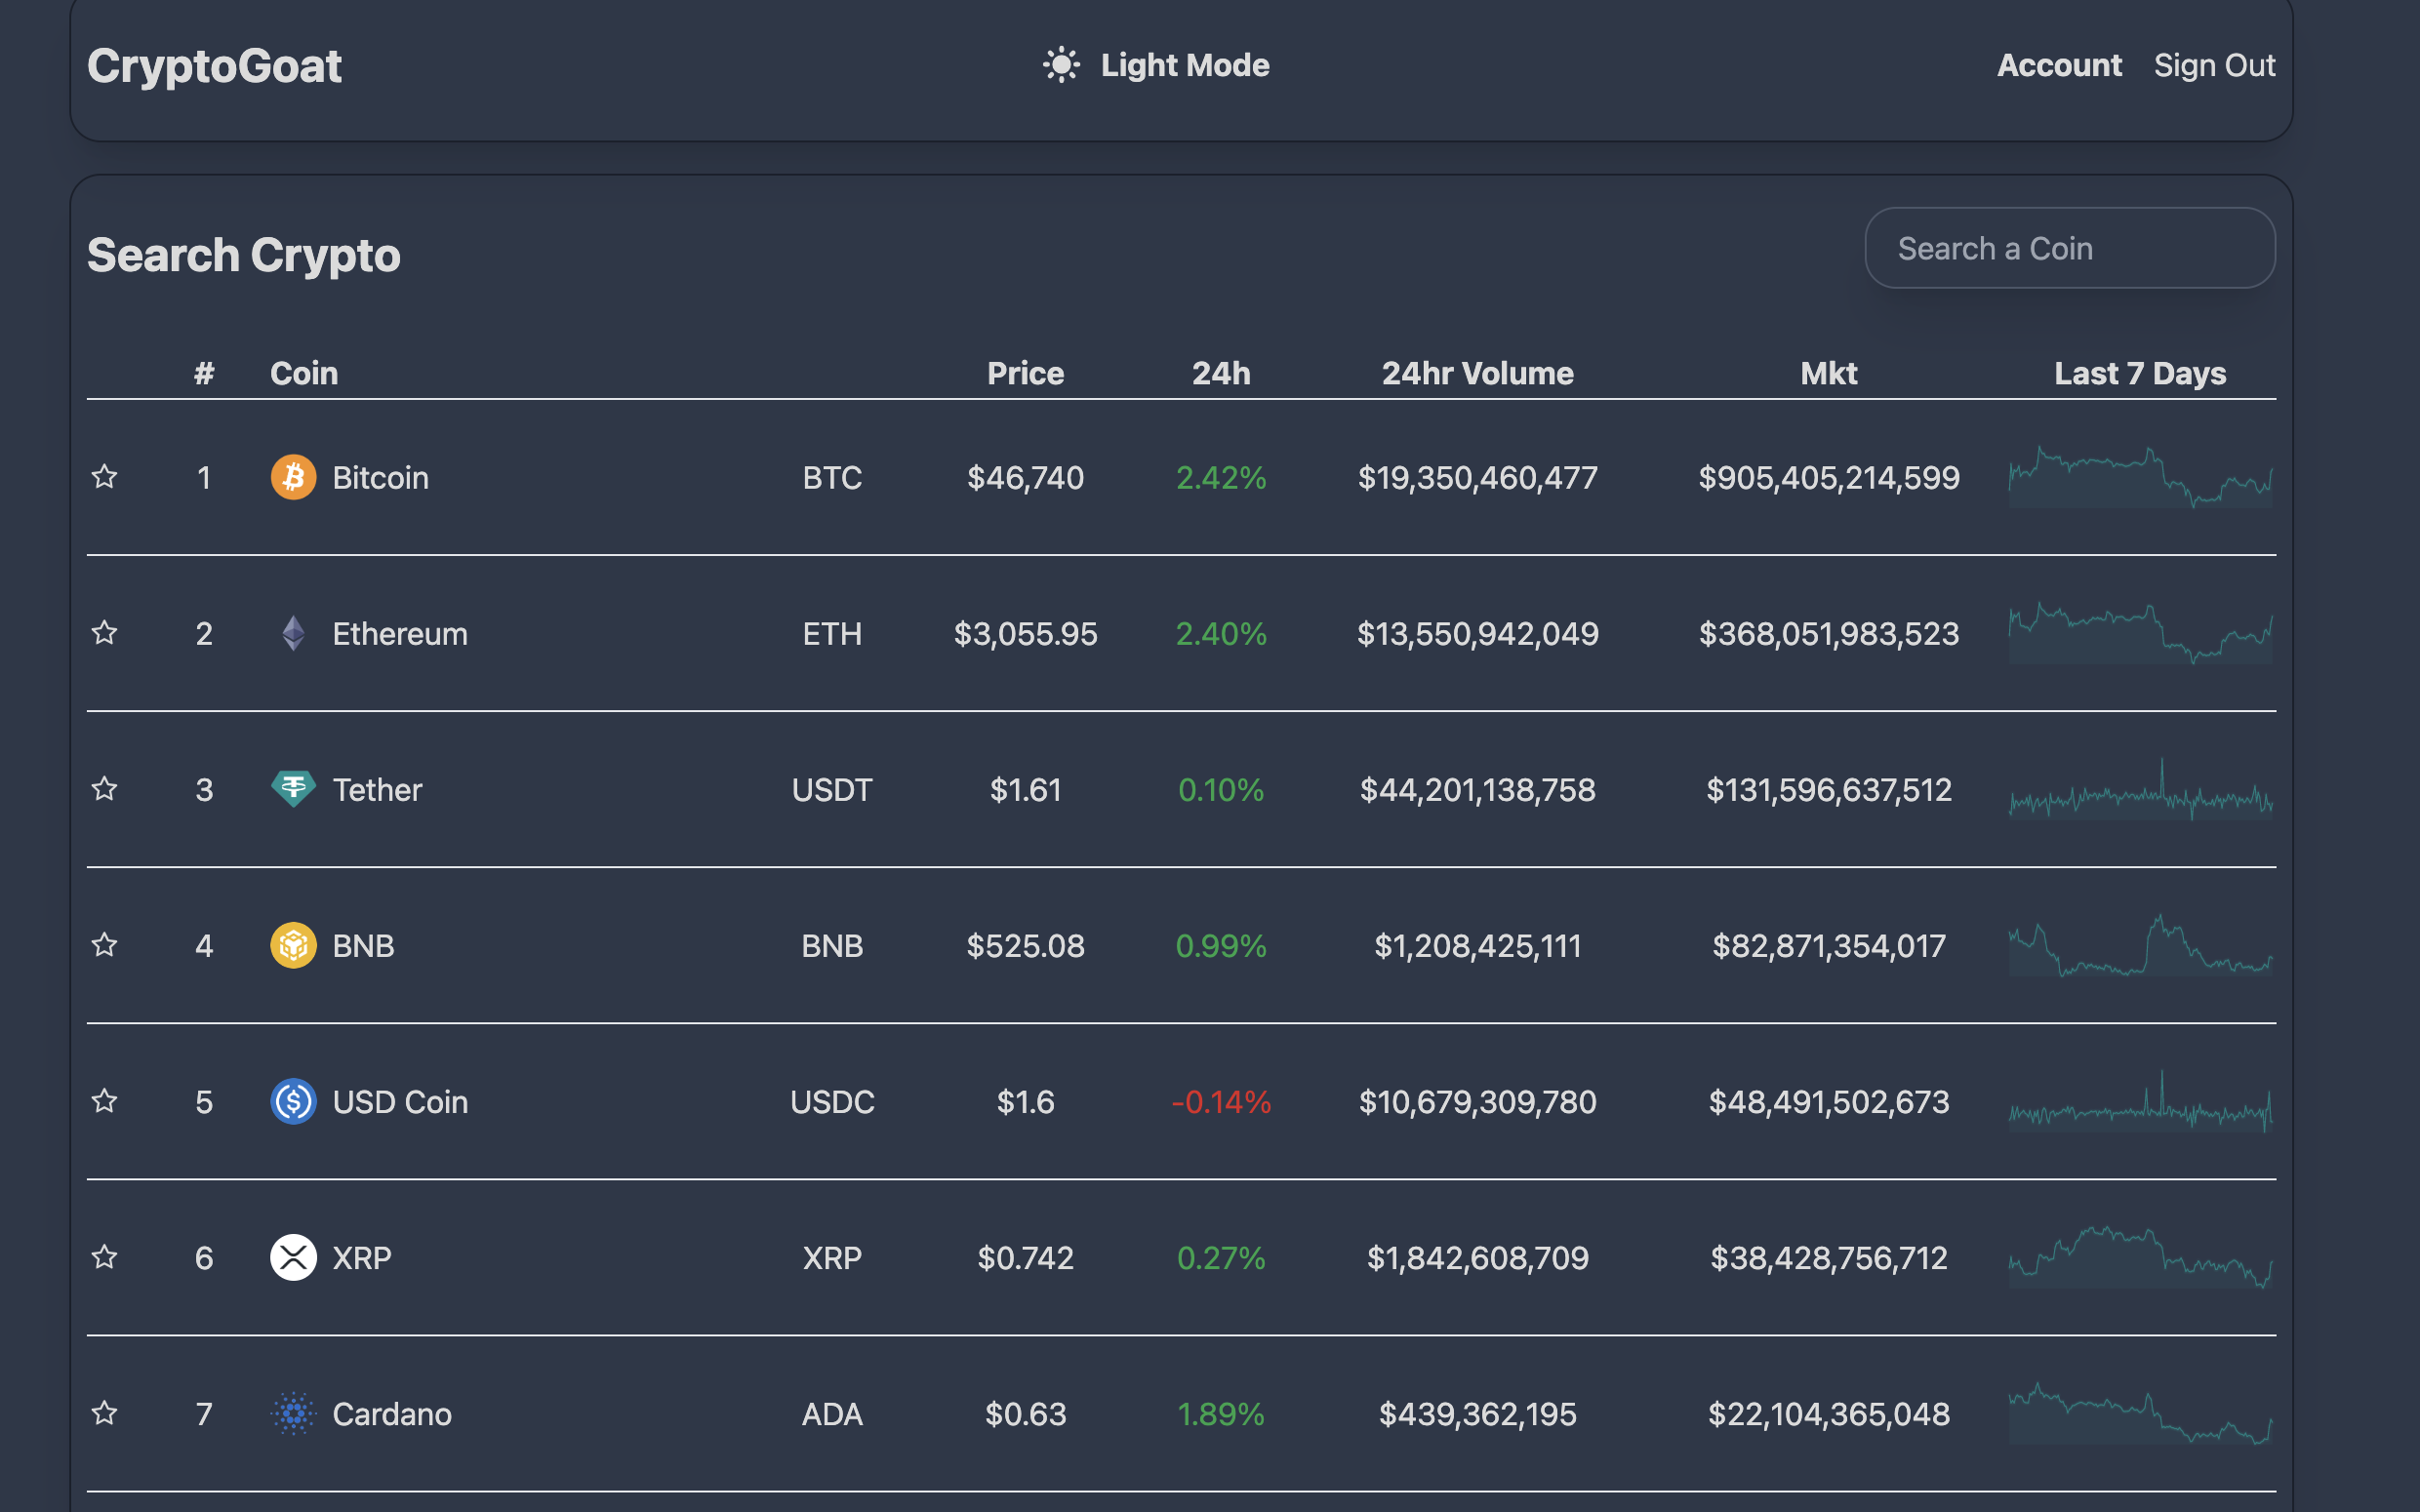 CryptoGoat Light Mode Account Sign Out
Search Crypto Search a Coin
# Coin Price 24h 24hr Volume Mkt Last 7 Days
1 Bitcoin BTC $46,740 2.42% $19,350,460,477 $905,405,214,599
2 Ethereum ETH $3,055.95 2.40% $13,550,942,049 $368,051,983,523
3 Tether USDT $1.61 0.10% $44,201,138,758 $131,596,637,512
4 BNB BNB $525.08 0.99% $1,208,425,111 $82,871,354,017
5 USD Coin USDC $1.6 -0.14% $10,679,309,780 $48,491,502,673
6 XRP XRP $0.742 0.27% $1,842,608,709 $38,428,756,712
7 Cardano ADA $0.63 1.89% $439,362,195 $22,104,365,048